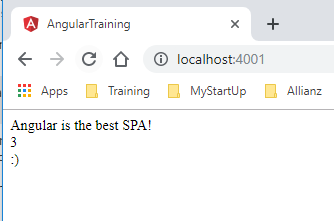 AngularTraining
localhost:4001
Apps
Training
MyStartUp
Allianz
Angular is the best SPA!
3
:)